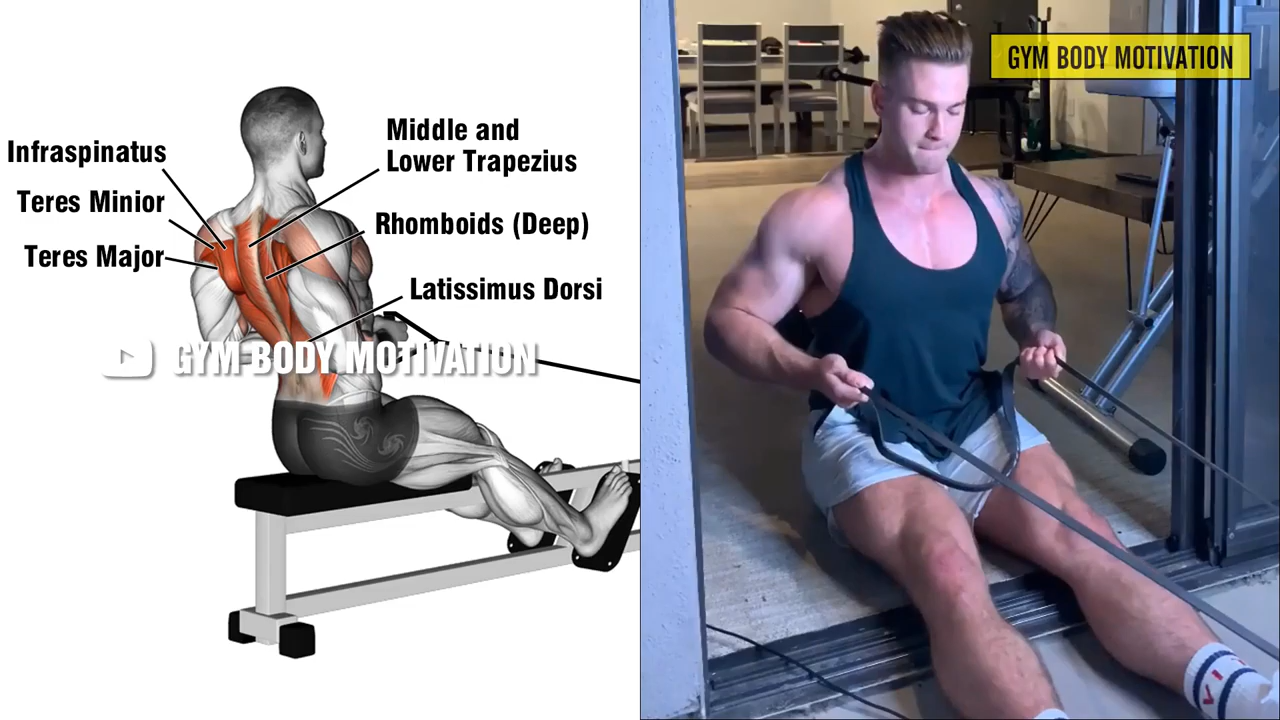 GYM BODY MOTIVATION
Middle and
Lower Trapezius
Infraspinatus
Teres Minior
Rhomboids (Deep)
Teres Major
Latissimus Dorsi
GYM BODY MOTIVATION